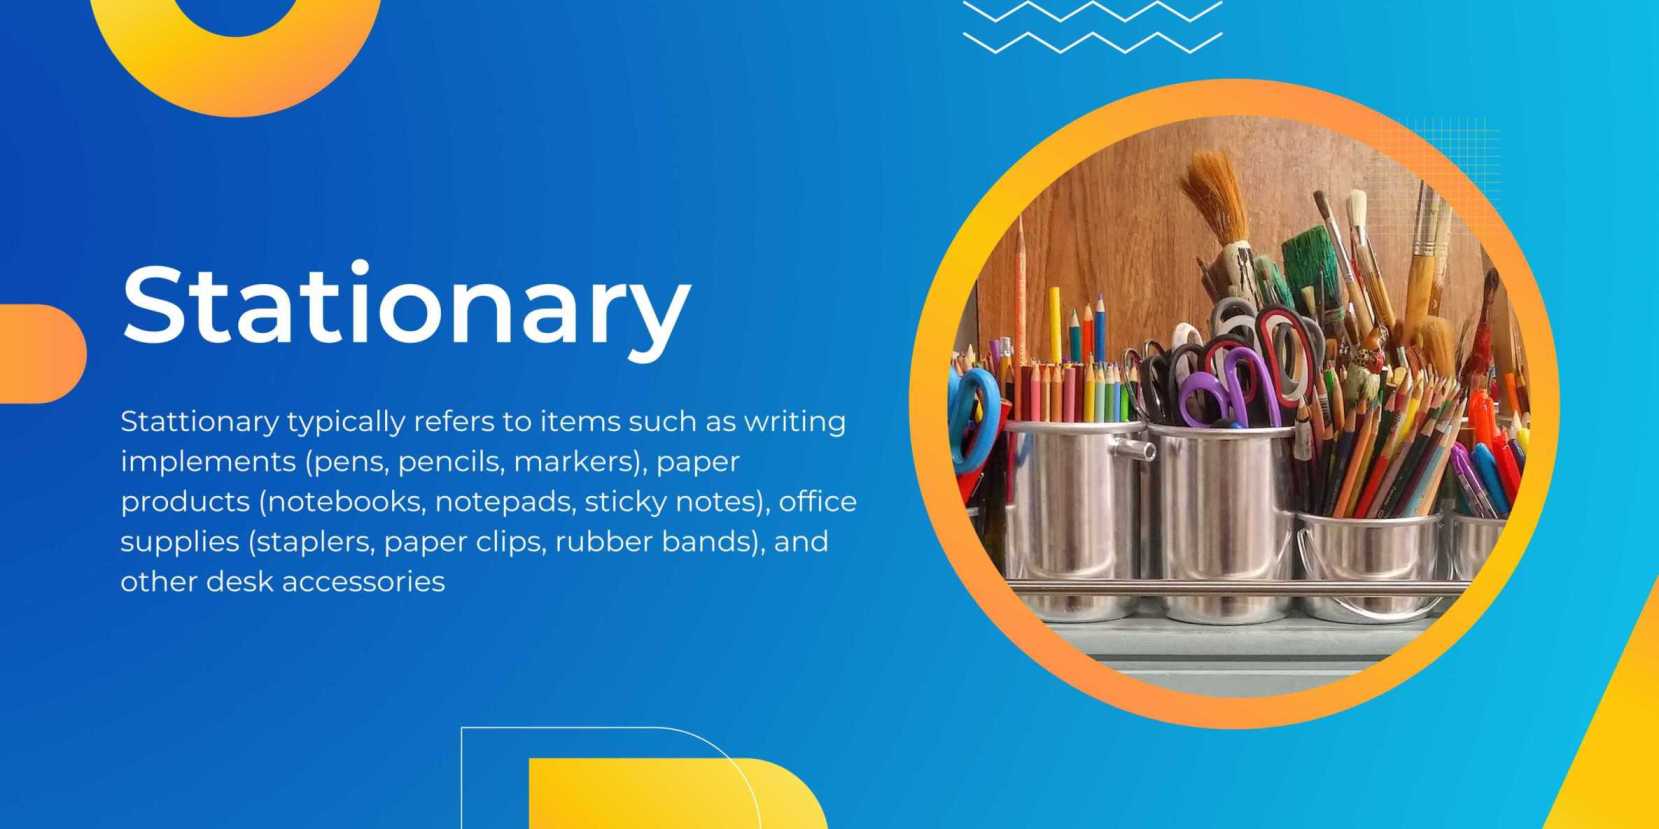 Stationary
Stattionary typically refers to items such as writing
implements (pens, pencils, markers), paper
products (notebooks, notepads, sticky notes), office
supplies (staplers, paper clips, rubber bands), and
other desk accessories